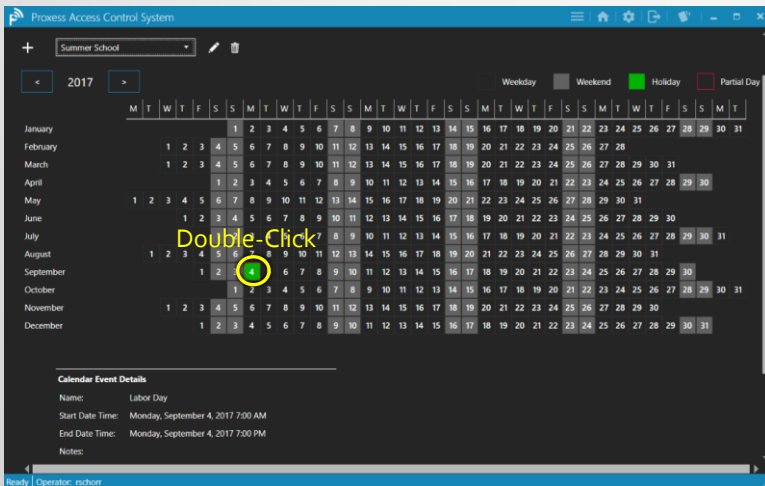 Proxess Access Control System
Summer School
< 2017 > Weekday Weekend Holiday Partial Day
M T W T F S S M T W T F S S M T W T F S S M T W T F S S M T W T F S S M T
January 1 2 3 4 5 6 7 8 9 10 11 12 13 14 15 16 17 18 19 20 21 22 23 24 25 26 27 28 29 30 31
February 1 2 3 4 5 6 7 8 9 10 11 12 13 14 15 16 17 18 19 20 21 22 23 24 25 26 27 28
March 1 2 3 4 5 6 7 8 9 10 11 12 13 14 15 16 17 18 19 20 21 22 23 24 25 26 27 28 29 30 31
April 1 2 3 4 5 6 7 8 9 10 11 12 13 14 15 16 17 18 19 20 21 22 23 24 25 26 27 28 29 30
May 1 2 3 4 5 6 7 8 9 10 11 12 13 14 15 16 17 18 19 20 21 22 23 24 25 26 27 28 29 30 31
June 1 2 3 4 5 6 7 8 9 10 11 12 13 14 15 16 17 18 19 20 21 22 23 24 25 26 27 28 29 30
July 7 8 9 10 11 12 13 14 15 16 17 18 19 20 21 22 23 24 25 26 27 28 29 30 31
Double-Click
August 1 2 3 4 5 6 8 9 10 11 12 13 14 15 16 17 18 19 20 21 22 23 24 25 26 27 28 29 30 31
September 1 2 3 4 6 7 8 9 10 11 12 13 14 15 16 17 18 19 20 21 22 23 24 25 26 27 28 29 30
October 1 2 3 4 5 6 7 8 9 10 11 12 13 14 15 16 17 18 19 20 21 22 23 24 25 26 27 28 29 30 31
November 1 2 3 4 5 6 7 8 9 10 11 12 13 14 15 16 17 18 19 20 21 22 23 24 25 26 27 28 29 30
December 1 2 3 4 5 6 7 8 9 10 11 12 13 14 15 16 17 18 19 20 21 22 23 24 25 26 27 28 29 30 31
Calendar Event Details
Name: Labor Day
Start Date Time: Monday, September 4, 2017 7:00 AM
End Date Time: Monday, September 4, 2017 7:00 PM
Notes:
Ready Operator: rschorr